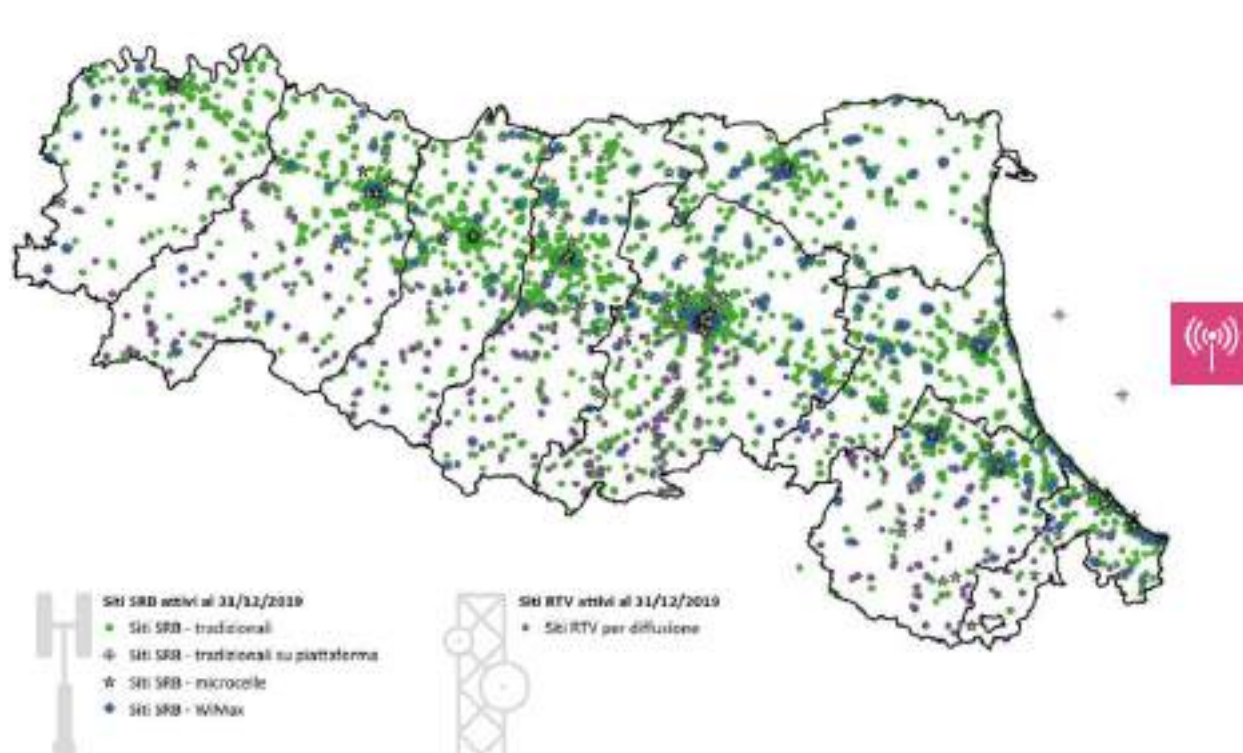 Siti SRB attivi al 31/12/2019
Siti SRB - tradizionali
Siti SRB - tradizionali su piattaforma
Siti SRB - microcelle
Siti SRB - WiMax
Siti RTV attivi al 31/12/2019
Siti RTV per diffusione